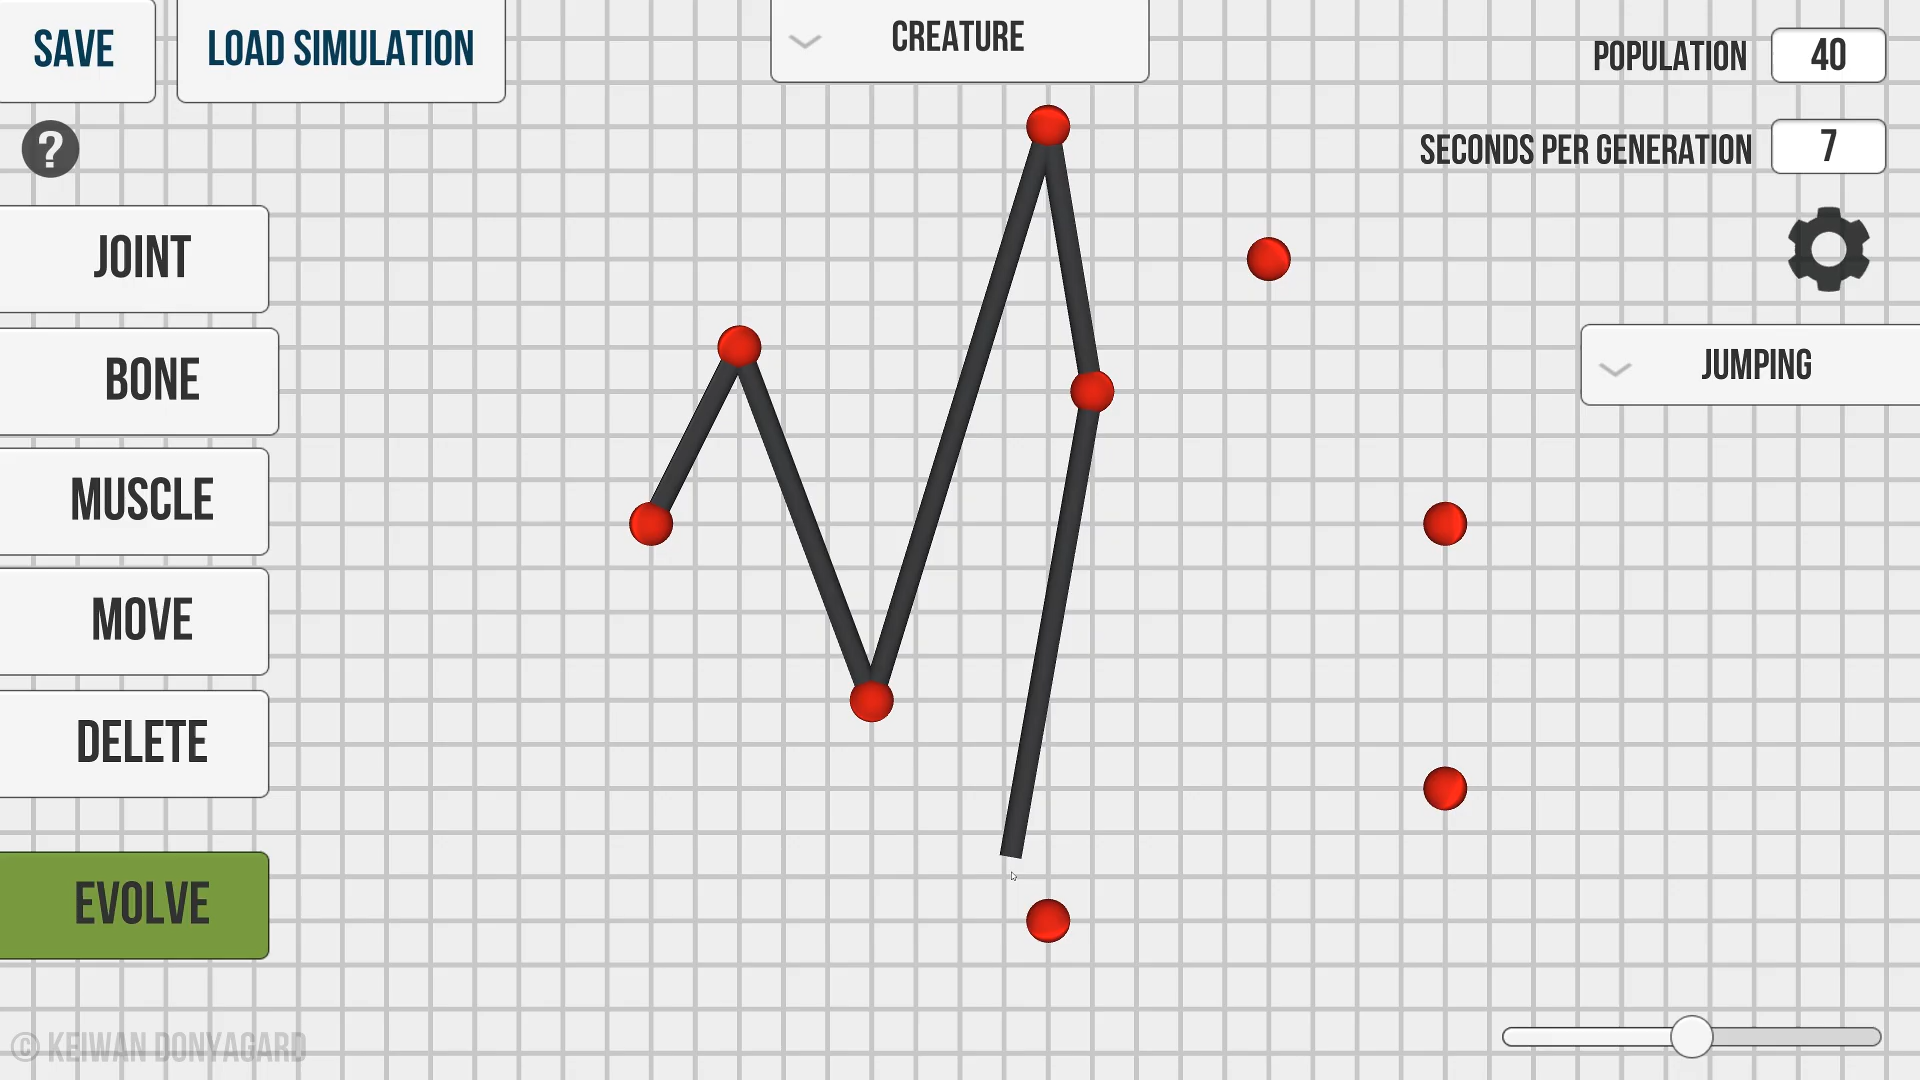 SAVE
LOAD SIMULATION
CREATURE
POPULATION 40
?
SECONDS PER GENERATION 7
JOINT
BONE
JUMPING
MUSCLE
MOVE
DELETE
EVOLVE
© KEIWAN DONYAGARD